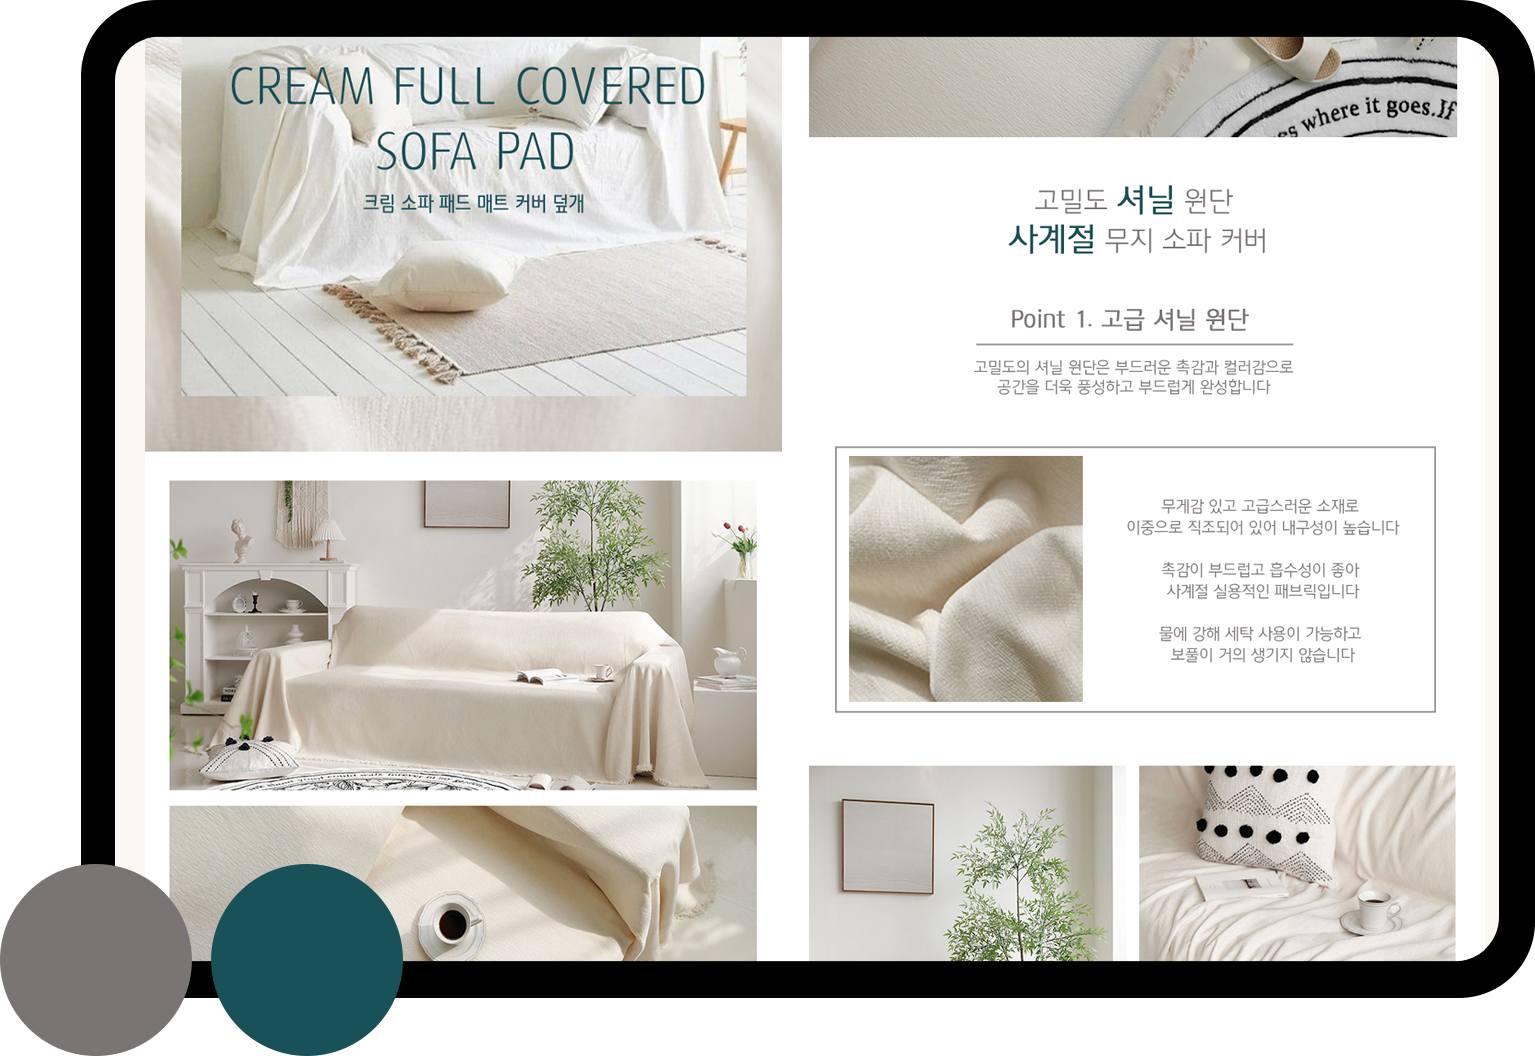 CREAM FULL COVERED
SOFA PAD
크림 소파 패드 매트 커버 덮개
where it goes.If
고밀도 셔닐 원단
사계절 무지 소파 커버
Point 1. 고급 셔닐 원단
고밀도의 셔닐 원단은 부드러운 촉감과 컬러감으로
공간을 더욱 풍성하고 부드럽게 완성합니다
무게감 있고 고급스러운 소재로
이중으로 직조되어 있어 내구성이 높습니다
촉감이 부드럽고 흡수성이 좋아
사계절 실용적인 패브릭입니다
물에 강해 세탁 사용이 가능하고
보풀이 거의 생기지 않습니다